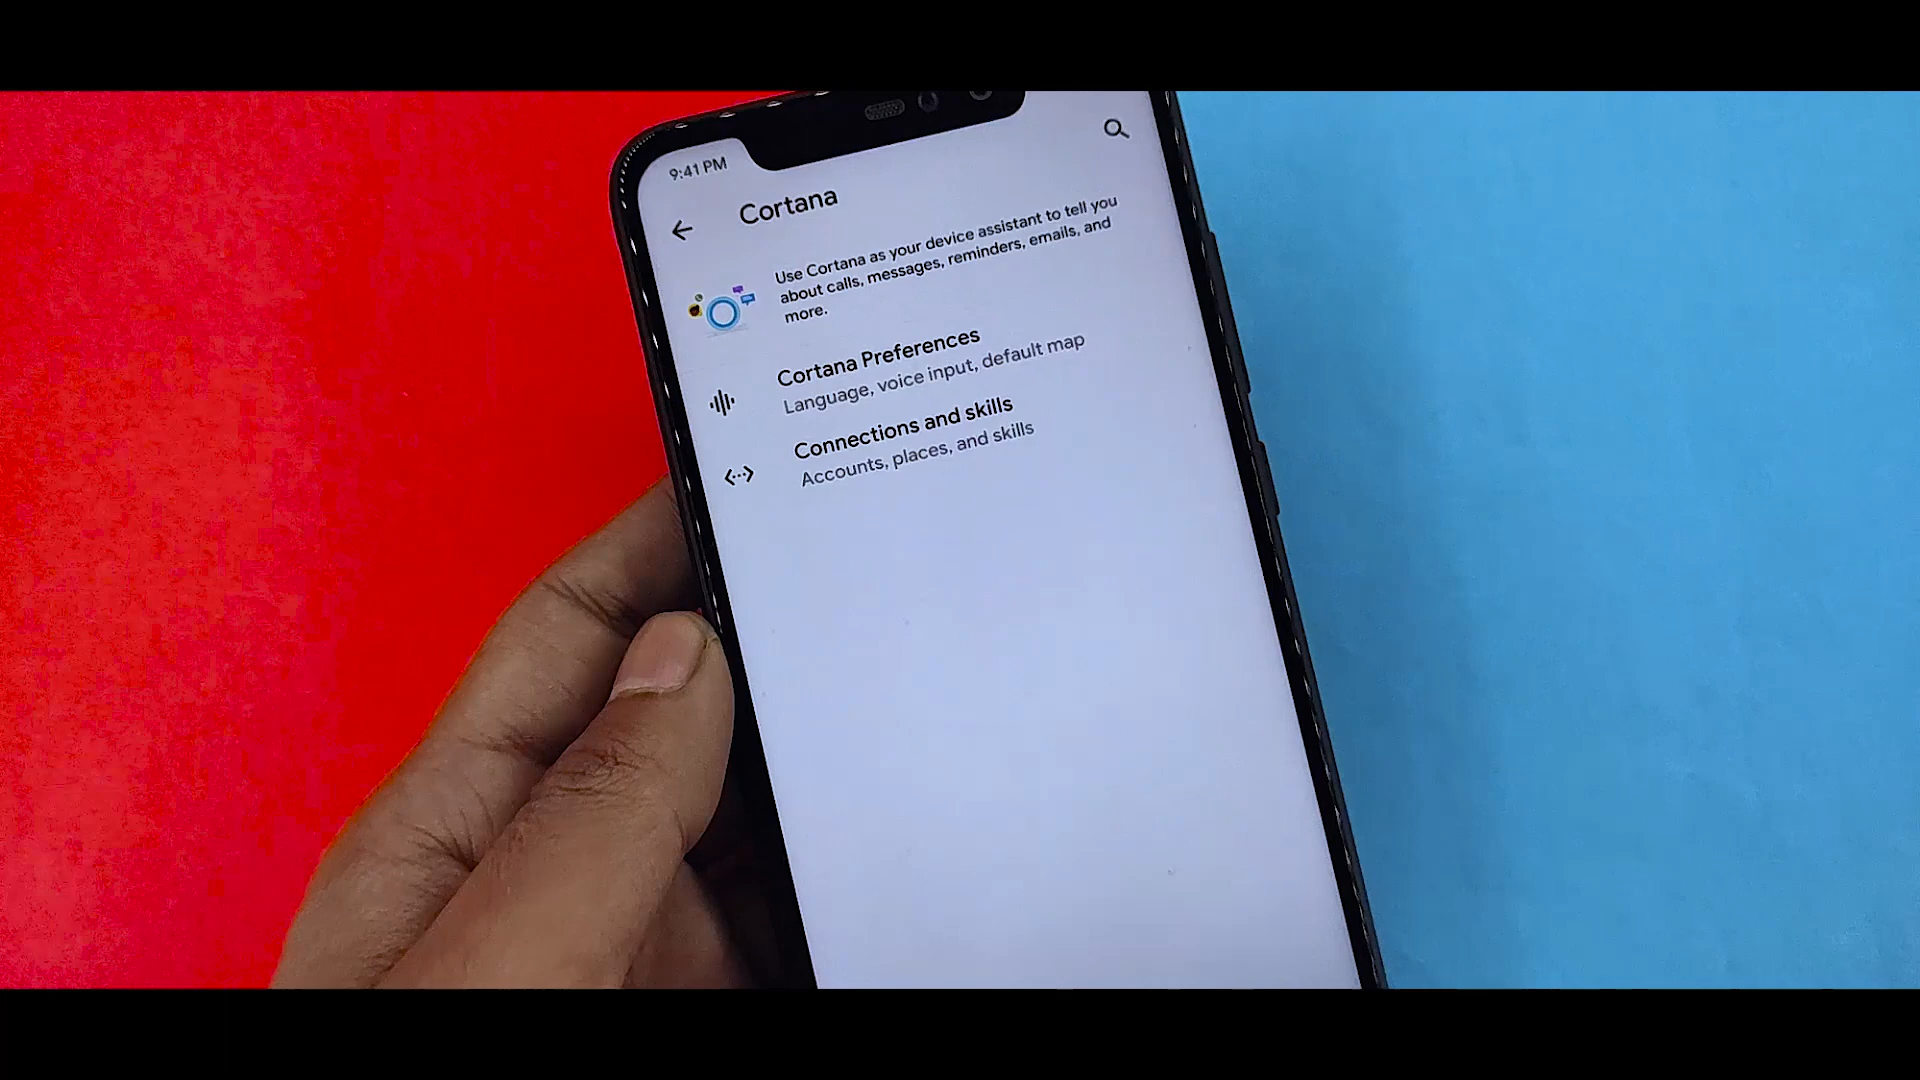 9:41 PM
Cortana
Use Cortana as your device assistant to tell you
about calls, messages, reminders, emails, and
more.
Cortana Preferences
Language, voice input, default map
Connections and skills
Accounts, places, and skills